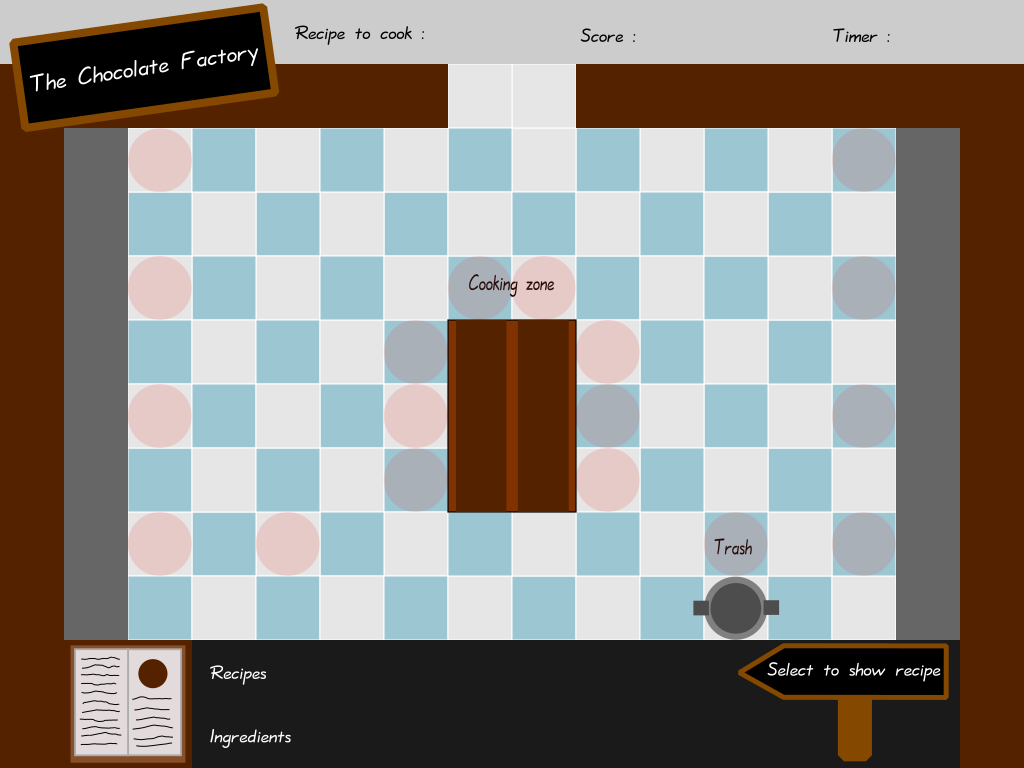 The Chocolate Factory
Recipe to cook :
Score :
Timer :
Cooking zone
Trash
Recipes
Select to show recipe
Ingredients